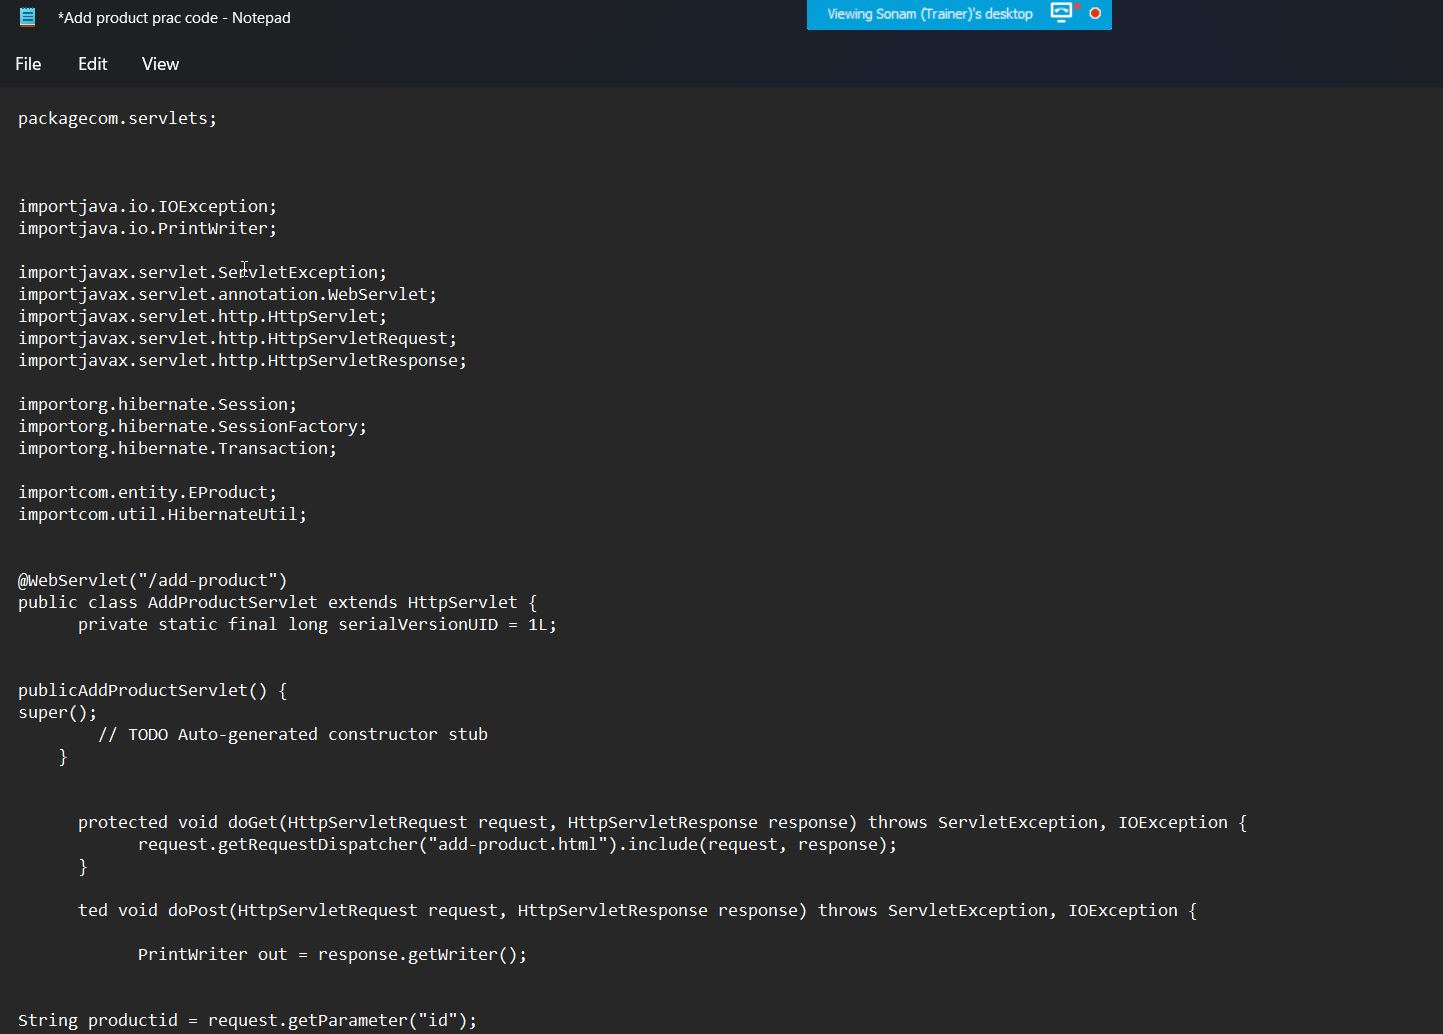 *Add product prac code - Notepad
Viewing Sonam (Trainer)'s desktop
File Edit View
packagecom.servlets;
importjava.io.IOException;
importjava.io.PrintWriter;
importjavax.servlet.ServletException;
importjavax.servlet.annotation.WebServlet;
importjavax.servlet.http.HttpServlet;
importjavax.servlet.http.HttpServletRequest;
importjavax.servlet.http.HttpServletResponse;
importorg.hibernate.Session;
importorg.hibernate.SessionFactory;
importorg.hibernate.Transaction;
importcom.entity.EProduct;
importcom.util.HibernateUtil;
@WebServlet("/add-product")
public class AddProductServlet extends HttpServlet {
private static final long serialVersionUID = 1L;
publicAddProductServlet() {
super();
// TODO Auto-generated constructor stub
}
protected void doGet(HttpServletRequest request, HttpServletResponse response) throws ServletException, IOException {
request.getRequestDispatcher("add-product.html").include(request, response);
}
ted void doPost(HttpServletRequest request, HttpServletResponse response) throws ServletException, IOException {
PrintWriter out = response.getWriter();
String productid = request.getParameter("id");